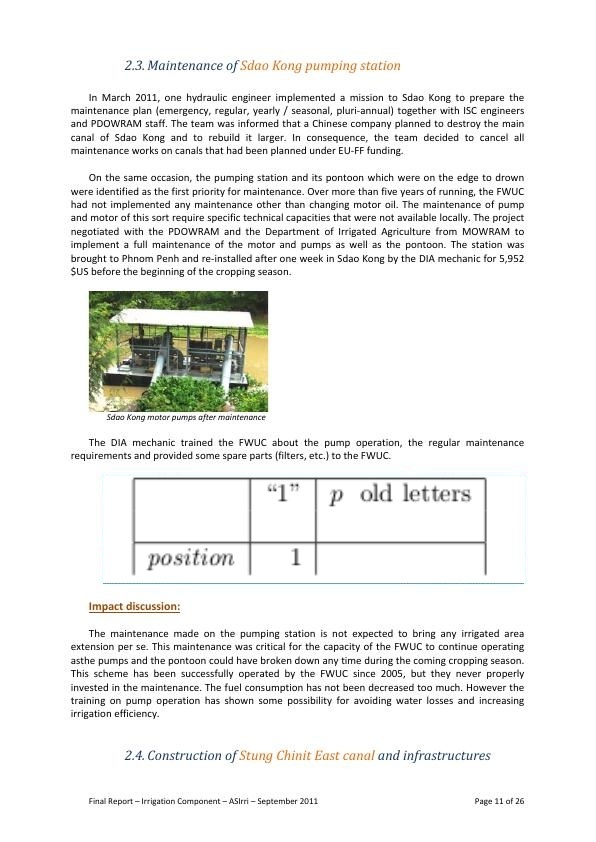 2.3. Maintenance of Sdao Kong pumping station
In March 2011, one hydraulic engineer implemented a mission to Sdao Kong to prepare the
maintenance plan (emergency, regular, yearly / seasonal, pluri-annual) together with ISC engineers
and PDOWRAM staff. The team was informed that a Chinese company planned to destroy the main
canal of Sdao Kong and to rebuild it larger. In consequence, the team decided to cancel all
maintenance works on canals that had been planned under EU-FF funding.
On the same occasion, the pumping station and its pontoon which were on the edge to drown
were identified as the first priority for maintenance. Over more than five years of running, the FWUC
had not implemented any maintenance other than changing motor oil. The maintenance of pump
and motor of this sort require specific technical capacities that were not available locally. The project
negotiated with the PDOWRAM and the Department of Irrigated Agriculture from MOWRAM to
implement a full maintenance of the motor and pumps as well as the pontoon. The station was
brought to Phnom Penh and re-installed after one week in Sdao Kong by the DIA mechanic for 5,952
$US before the beginning of the cropping season.
Sdao Kong motor pumps after maintenance
The DIA mechanic trained the FWUC about the pump operation, the regular maintenance
requirements and provided some spare parts (filters, etc.) to the FWUC.
“1” p old letters
position 1
Impact discussion:
The maintenance made on the pumping station is not expected to bring any irrigated area
extension per se. This maintenance was critical for the capacity of the FWUC to continue operating
asthe pumps and the pontoon could have broken down any time during the coming cropping season.
This scheme has been successfully operated by the FWUC since 2005, but they never properly
invested in the maintenance. The fuel consumption has not been decreased too much. However the
training on pump operation has shown some possibility for avoiding water losses and increasing
irrigation efficiency.
2.4. Construction of Stung Chinit East canal and infrastructures
Final Report – Irrigation Component – ASIrri – September 2011 Page 11 of 26